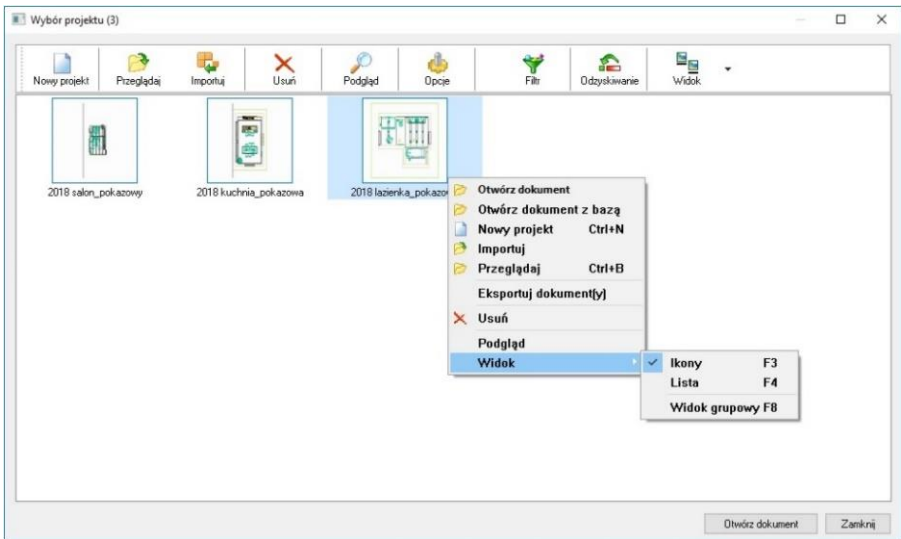 Wybór projektu (3)
Nowy projekt Przeglądaj Importuj Usuń Podgląd Opcje Filtr Odzyskiwanie Widok
2018 salon_pokazowy 2018 kuchnia_pokazowa 2018 lazienka_pokazow
Otwórz dokument
Otwórz dokument z bazą
Nowy projekt Ctrl+N
Importuj
Przeglądaj Ctrl+B
Eksportuj dokument(y)
Usuń
Podgląd
Widok
Ikony F3
Lista F4
Widok grupowy F8
Otwórz dokument Zamknij